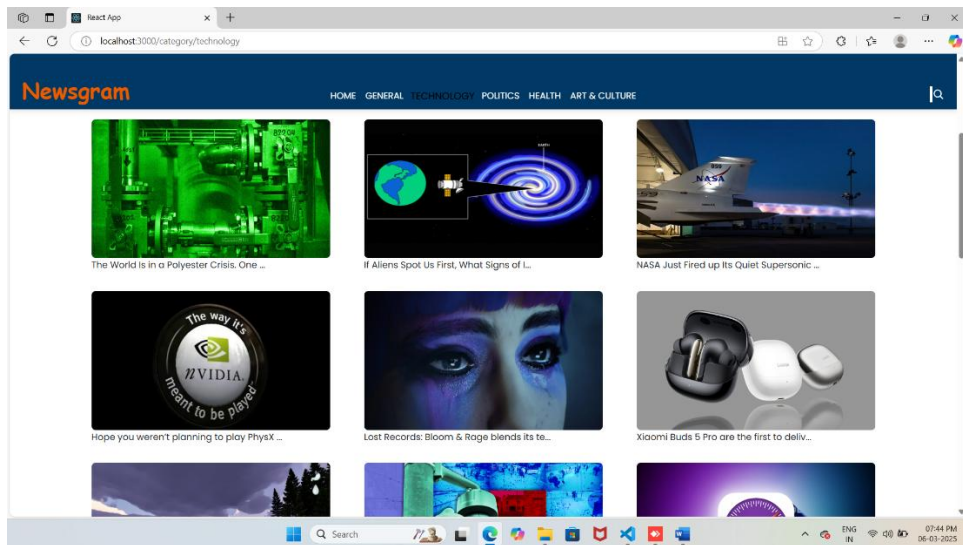 React App
localhost:3000/category/technology
Newsgram
HOME GENERAL TECHNOLOGY POLITICS HEALTH ART & CULTURE
The World Is in a Polyester Crisis. One ...
If Aliens Spot Us First, What Signs of I...
NASA
NASA Just Fired up Its Quiet Supersonic ...
The way it's
nVIDIA.
meant to be played
Hope you weren't planning to play PhysX ...
Lost Records: Bloom & Rage blends its te...
Xiaomi Buds 5 Pro are the first to deliv...
Search
ENG
IN
07:44 PM
06-03-2025